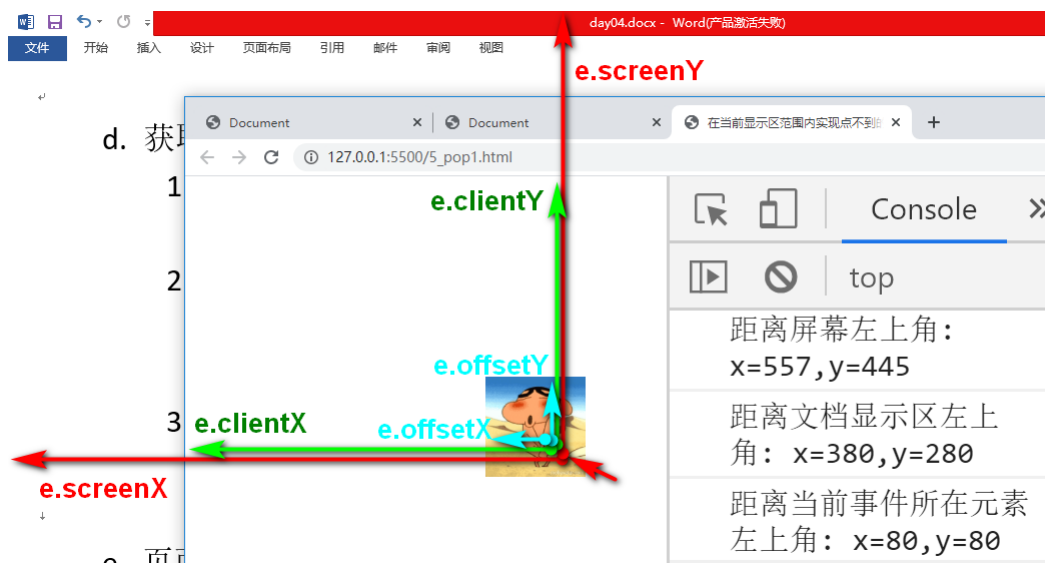 day04.docx - Word(产品激活失败)
文件 开始 插入 设计 页面布局 引用 邮件 审阅 视图
e.screenY
d. 获
Document
Document
在当前显示区范围内实现点不到
127.0.0.1:5500/5_pop1.html
1
e.clientY
Console
2
top
距离屏幕左上角:
x=557,y=445
e.offsetY
3
e.clientX
e.offsetX
距离文档显示区左上
角: x=380,y=280
e.screenX
距离当前事件所在元素
左上角: x=80,y=80